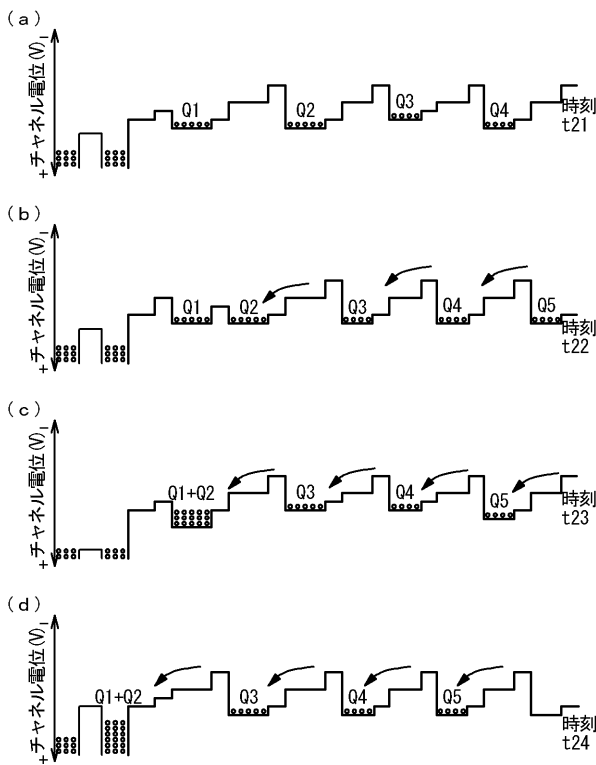 (a)
チャネル電位(V)
-
+
Q1
Q2
Q3
Q4
時刻
t21
(b)
チャネル電位(V)
-
+
Q1
Q2
Q3
Q4
Q5
時刻
t22
(c)
チャネル電位(V)
-
+
Q1+Q2
Q3
Q4
Q5
時刻
t23
(d)
チャネル電位(V)
-
+
Q1+Q2
Q3
Q4
Q5
時刻
t24